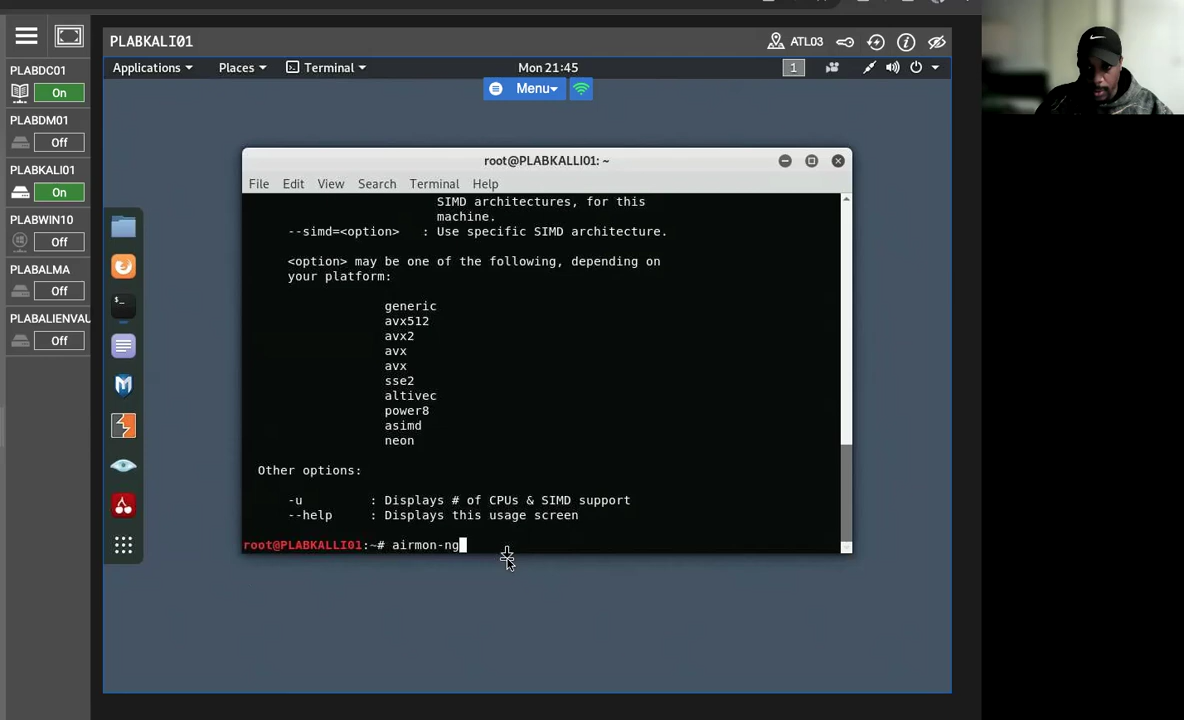 PLABKALI01
ATL03
PLABDC01
On
PLABDM01
Off
PLABKALI01
On
PLABWIN10
Off
PLABALMA
Off
PLABALIENVAU
Off
Applications
Places
Terminal
Mon 21:45
1
Menu
root@PLABKALLI01: ~
File Edit View Search Terminal Help
SIMD architectures, for this
machine.
--simd=<option> : Use specific SIMD architecture.
<option> may be one of the following, depending on
your platform:
generic
avx512
avx2
avx
avx
sse2
altivec
power8
asimd
neon
Other options:
-u : Displays # of CPUs & SIMD support
--help : Displays this usage screen
root@PLABKALLI01:~# airmon-ng